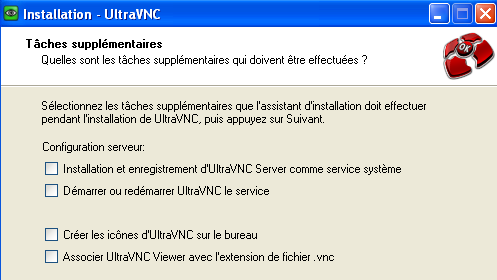 Installation - UltraVNC
Tâches supplémentaires
Quelles sont les tâches supplémentaires qui doivent être effectuées ?
OK
Sélectionnez les tâches supplémentaires que l'assistant d'installation doit effectuer
pendant l'installation de UltraVNC, puis appuyez sur Suivant.
Configuration serveur:
Installation et enregistrement d'UltraVNC Server comme service système
Démarrer ou redémarrer UltraVNC le service
Créer les icônes d'UltraVNC sur le bureau
Associer UltraVNC Viewer avec l'extension de fichier .vnc